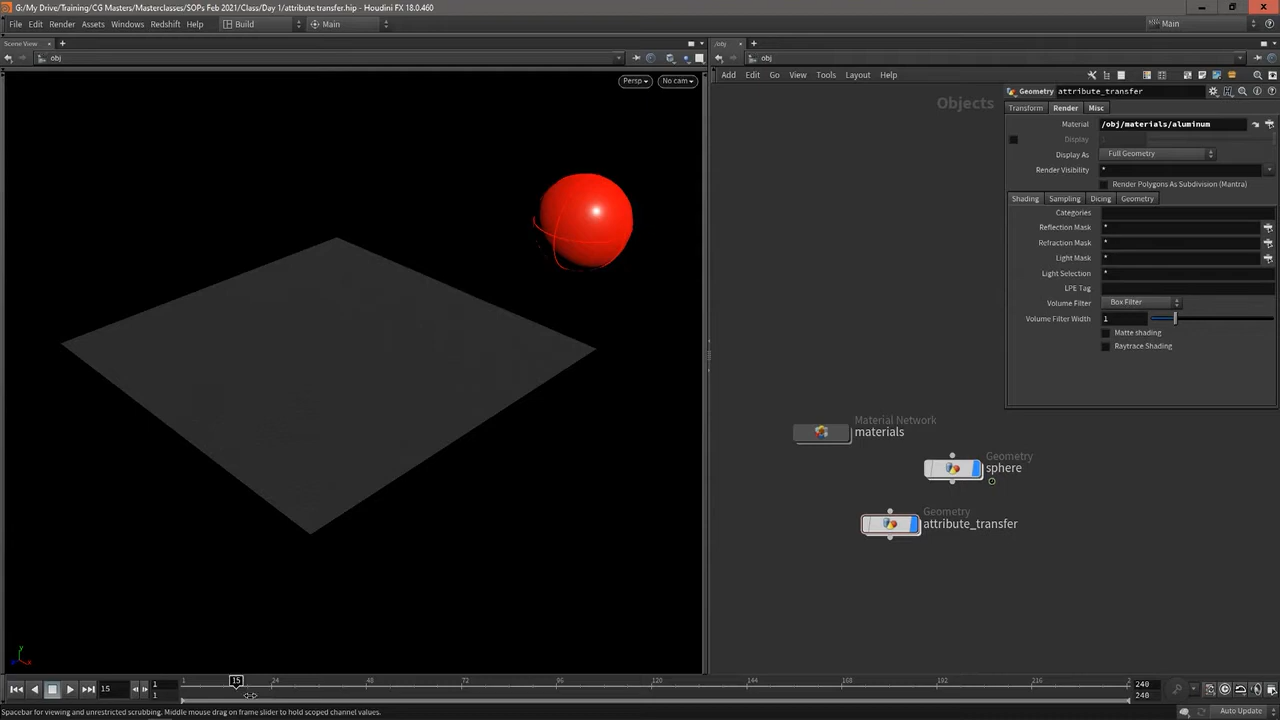 G:/My Drive/Training/CG Masters/Masterclasses/SOPs Feb 2021/Class/Day 1/attribute transfer.hip - Houdini FX 18.0.460
File Edit Render Assets Windows Redshift Help Build Main Main
Scene View
/obj
obj
obj
Add Edit Go View Tools Layout Help
Persp No cam
Objects
Geometry attribute_transfer
Transform Render Misc
Material /obj/materials/aluminum
Display
Display As Full Geometry
Render Visibility *
Render Polygons As Subdivision (Mantra)
Shading Sampling Dicing Geometry
Categories
Reflection Mask *
Refraction Mask *
Light Mask *
Light Selection *
LPE Tag
Volume Filter Box Filter
Volume Filter Width 1
Matte shading
Raytrace Shading
Material Network
materials
Geometry
sphere
Geometry
attribute_transfer
1 15 24 48 72 96 120 144 168 192 216 240
15 1 240
1 240
Spacebar for viewing and unrestricted scrubbing. Middle mouse drag on frame slider to hold scoped channel values.
Auto Update